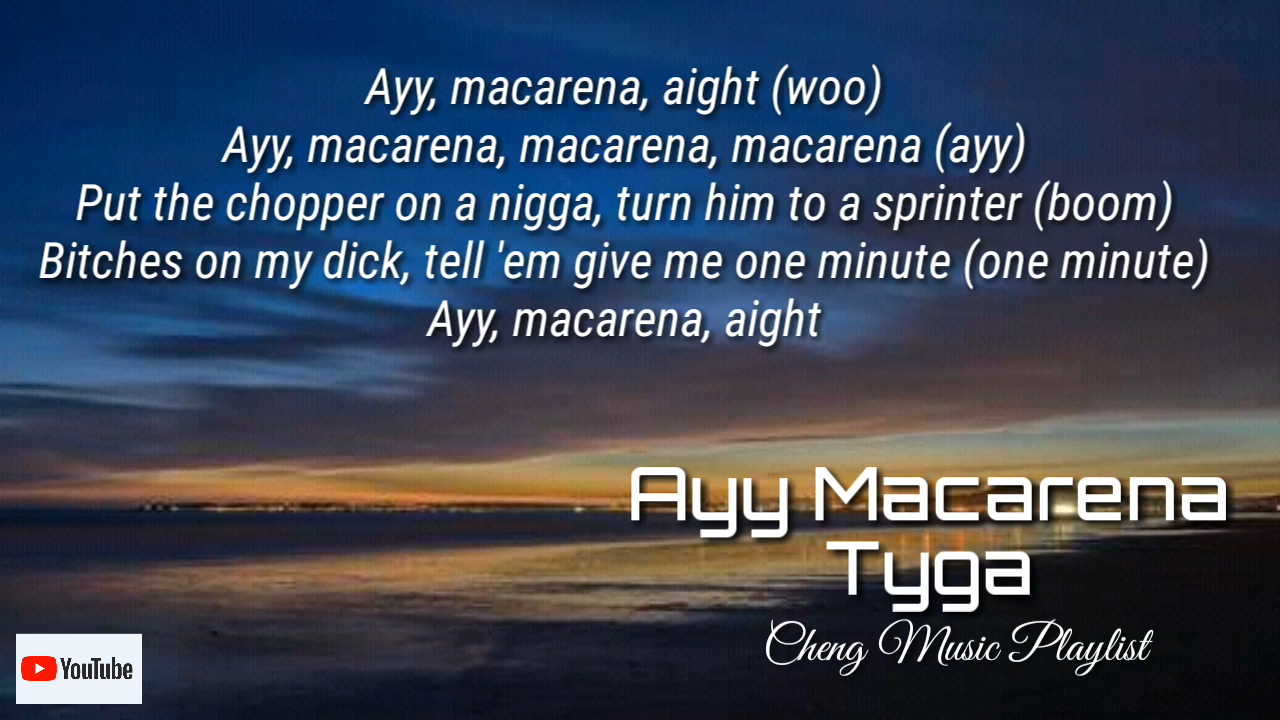 Ayy, macarena, aight (woo)
Ayy, macarena, macarena, macarena (ayy)
Put the chopper on a nigga, turn him to a sprinter (boom)
Bitches on my dick, tell 'em give me one minute (one minute)
Ayy, macarena, aight
Ayy Macarena
Tyga
Cheng Music Playlist
YouTube